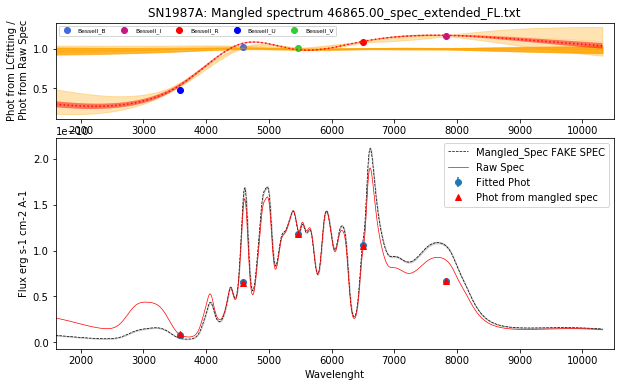 SN1987A: Mangled spectrum 46865.00_spec_extended_FL.txt
Phot from LCfitting /
Phot from Raw Spec
1.0
0.5
Bessell_B
Bessell_I
Bessell_R
Bessell_U
Bessell_V
2000 3000 4000 5000 6000 7000 8000 9000 10000
Flux erg s-1 cm-2 A-1
2.0
1.5
1.0
0.5
0.0
Mangled_Spec FAKE SPEC
Raw Spec
Fitted Phot
Phot from mangled spec
2000 3000 4000 5000 6000 7000 8000 9000 10000
Wavelenght